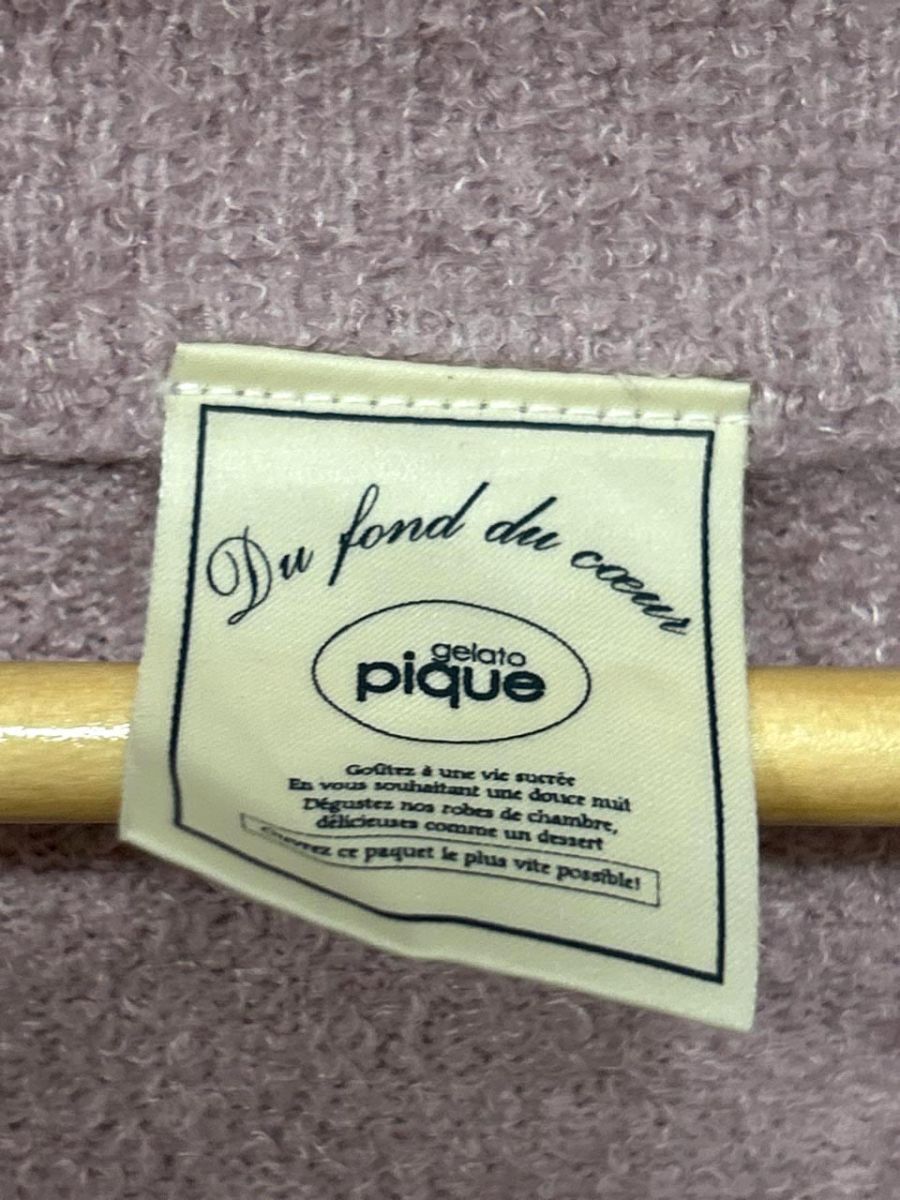 Du fond du cœur
gelato
pique
Goûtez à une vie sucrée
En vous souhaitant une douce nuit
Dégustez nos robes de chambre,
délicieuses comme un dessert
Ouvrez ce paquet le plus vite possible!